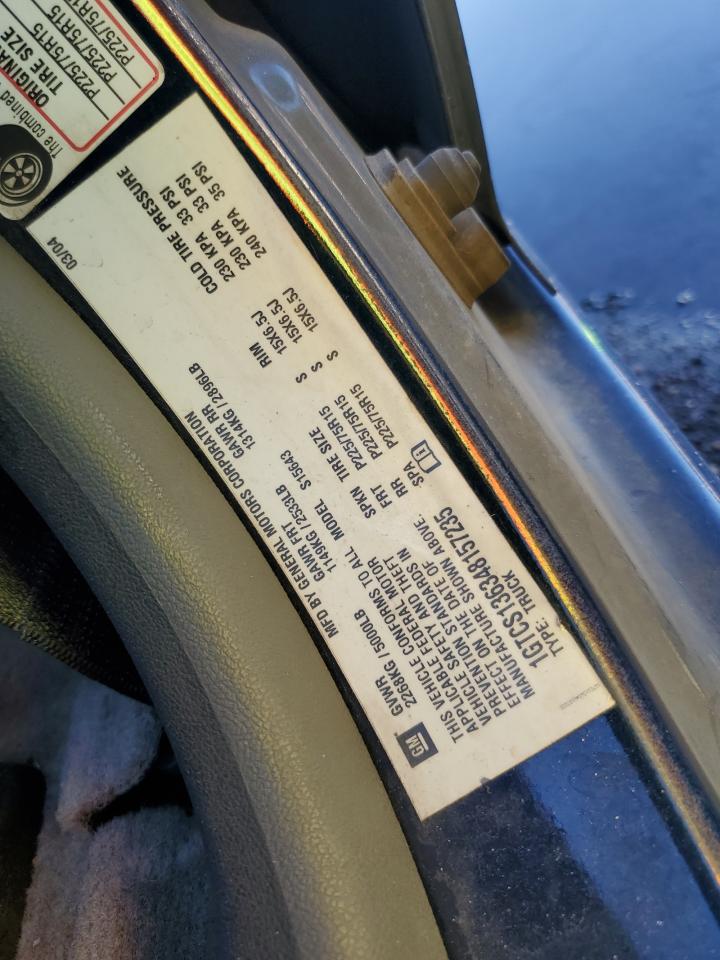 The combined
ORIGINAL
TIRE SIZE
P225/75R15
P225/75R15
P225/75R15
GM
MFD BY GENERAL MOTORS CORPORATION
03/04
GVWR GAWR FRT GAWR RR
2268KG / 5000LB 1149KG / 2533LB 1314KG / 2896LB
THIS VEHICLE CONFORMS TO ALL
APPLICABLE FEDERAL MOTOR
VEHICLE SAFETY AND THEFT
PREVENTION STANDARDS IN
EFFECT ON THE DATE OF
MANUFACTURE SHOWN ABOVE
1GTCS136348157235
TYPE: TRUCK
MODEL S15643
SPKN TIRE SIZE RIM COLD TIRE PRESSURE
FRT P225/75R15 S 15X6.5J 230 KPA 33 PSI
RR P225/75R15 S 15X6.5J 230 KPA 33 PSI
SPA S 15X6.5J 240 KPA 35 PSI